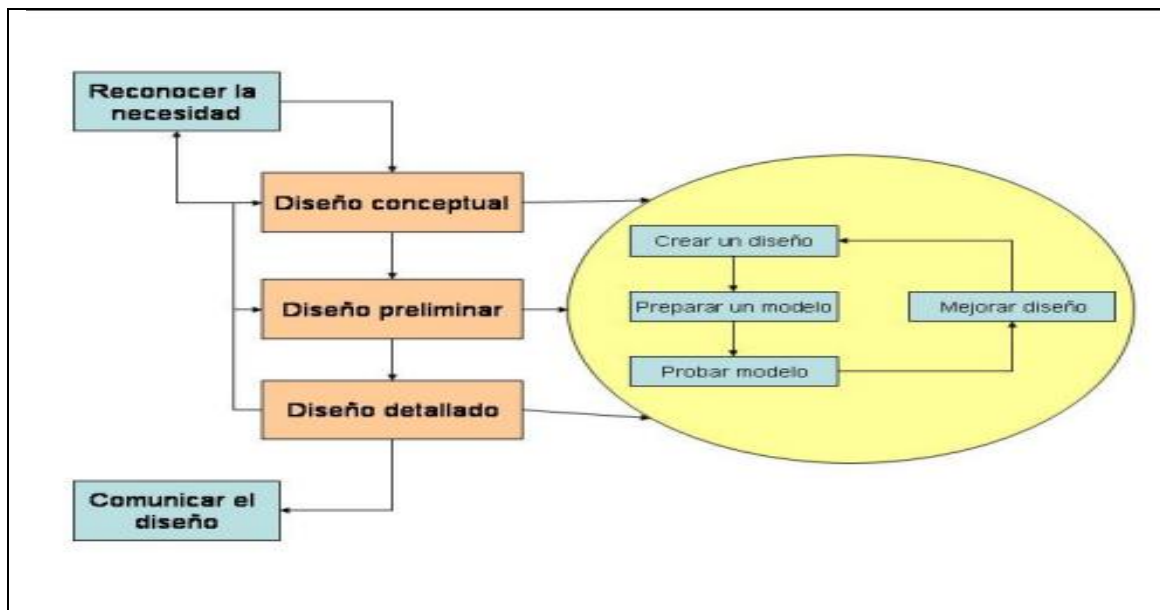 Reconocer la
necesidad
Diseño conceptual
Crear un diseño
Diseño preliminar
Preparar un modelo
Mejorar diseño
Probar modelo
Diseño detallado
Comunicar el
diseño